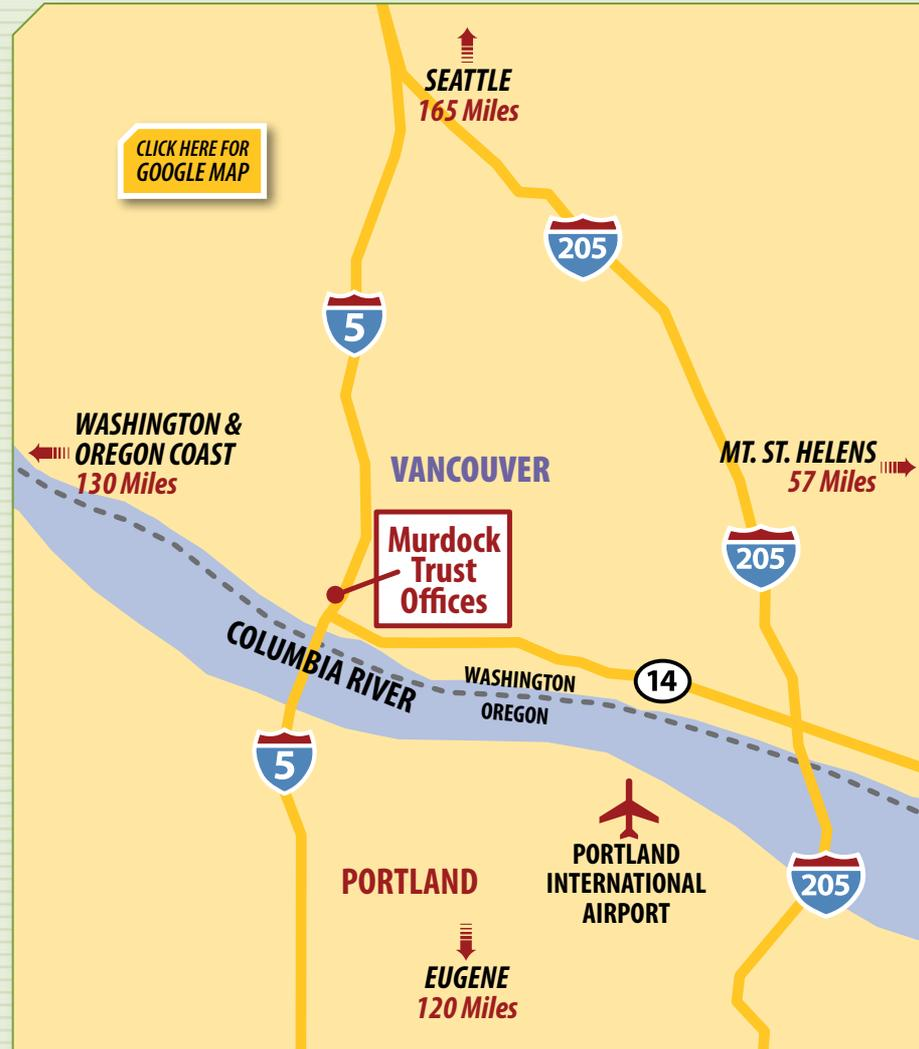 SEATTLE
165 Miles
CLICK HERE FOR
GOOGLE MAP
205
5
WASHINGTON &
OREGON COAST
130 Miles
VANCOUVER
MT. ST. HELENS
57 Miles
Murdock
Trust
Offices
205
COLUMBIA RIVER
WASHINGTON
14
OREGON
5
PORTLAND
INTERNATIONAL
AIRPORT
PORTLAND
205
EUGENE
120 Miles